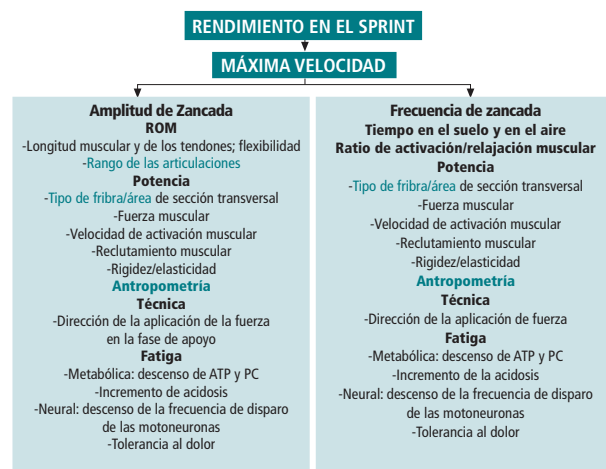 RENDIMIENTO EN EL SPRINT
MÁXIMA VELOCIDAD
Amplitud de Zancada
ROM
-Longitud muscular y de los tendones; flexibilidad
-Rango de las articulaciones
Potencia
-Tipo de fribra/área de sección transversal
-Fuerza muscular
-Velocidad de activación muscular
-Reclutamiento muscular
-Rigidez/elasticidad
Antropometría
Técnica
-Dirección de la aplicación de la fuerza
en la fase de apoyo
Fatiga
-Metabólica: descenso de ATP y PC
-Incremento de acidosis
-Neural: descenso de la frecuencia de disparo
de las motoneuronas
-Tolerancia al dolor
Frecuencia de zancada
Tiempo en el suelo y en el aire
Ratio de activación/relajación muscular
Potencia
-Tipo de fibra/área de sección transversal
-Fuerza muscular
-Velocidad de activación muscular
-Reclutamiento muscular
-Rigidez/elasticidad
Antropometría
Técnica
-Dirección de la aplicación de fuerza
Fatiga
-Metabólica: descenso de ATP y PC
-Incremento de la acidosis
-Neural: descenso de la frecuencia de disparo
de las motoneuronas
-Tolerancia al dolor